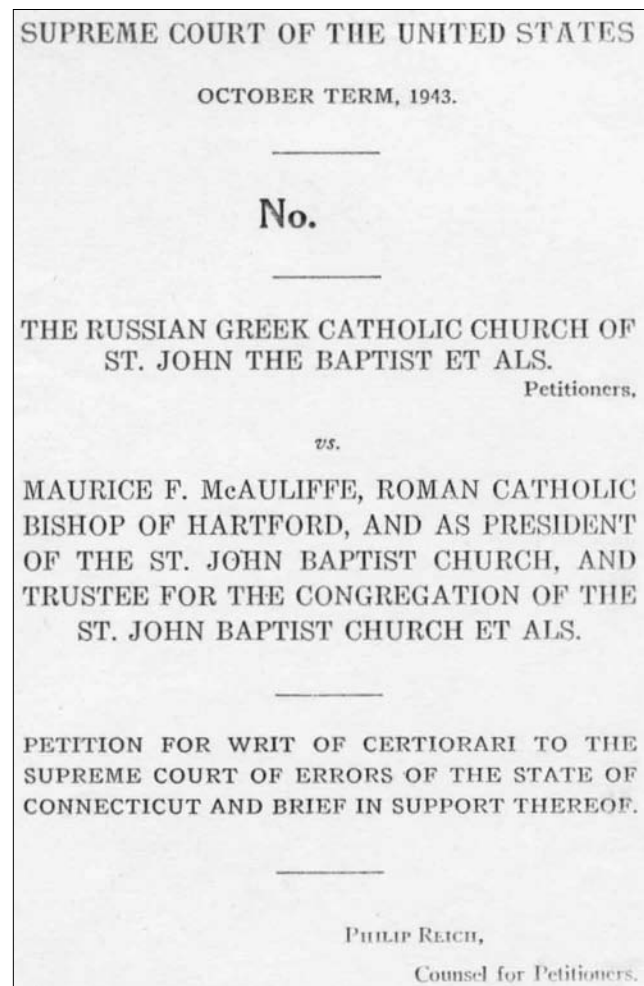 SUPREME COURT OF THE UNITED STATES
OCTOBER TERM, 1943.
No.
THE RUSSIAN GREEK CATHOLIC CHURCH OF
ST. JOHN THE BAPTIST ET ALS.
Petitioners,
vs.
MAURICE F. McAULIFFE, ROMAN CATHOLIC
BISHOP OF HARTFORD, AND AS PRESIDENT
OF THE ST. JOHN BAPTIST CHURCH, AND
TRUSTEE FOR THE CONGREGATION OF THE
ST. JOHN BAPTIST CHURCH ET ALS.
PETITION FOR WRIT OF CERTIORARI TO THE
SUPREME COURT OF ERRORS OF THE STATE OF
CONNECTICUT AND BRIEF IN SUPPORT THEREOF.
PHILIP REICH,
Counsel for Petitioners.